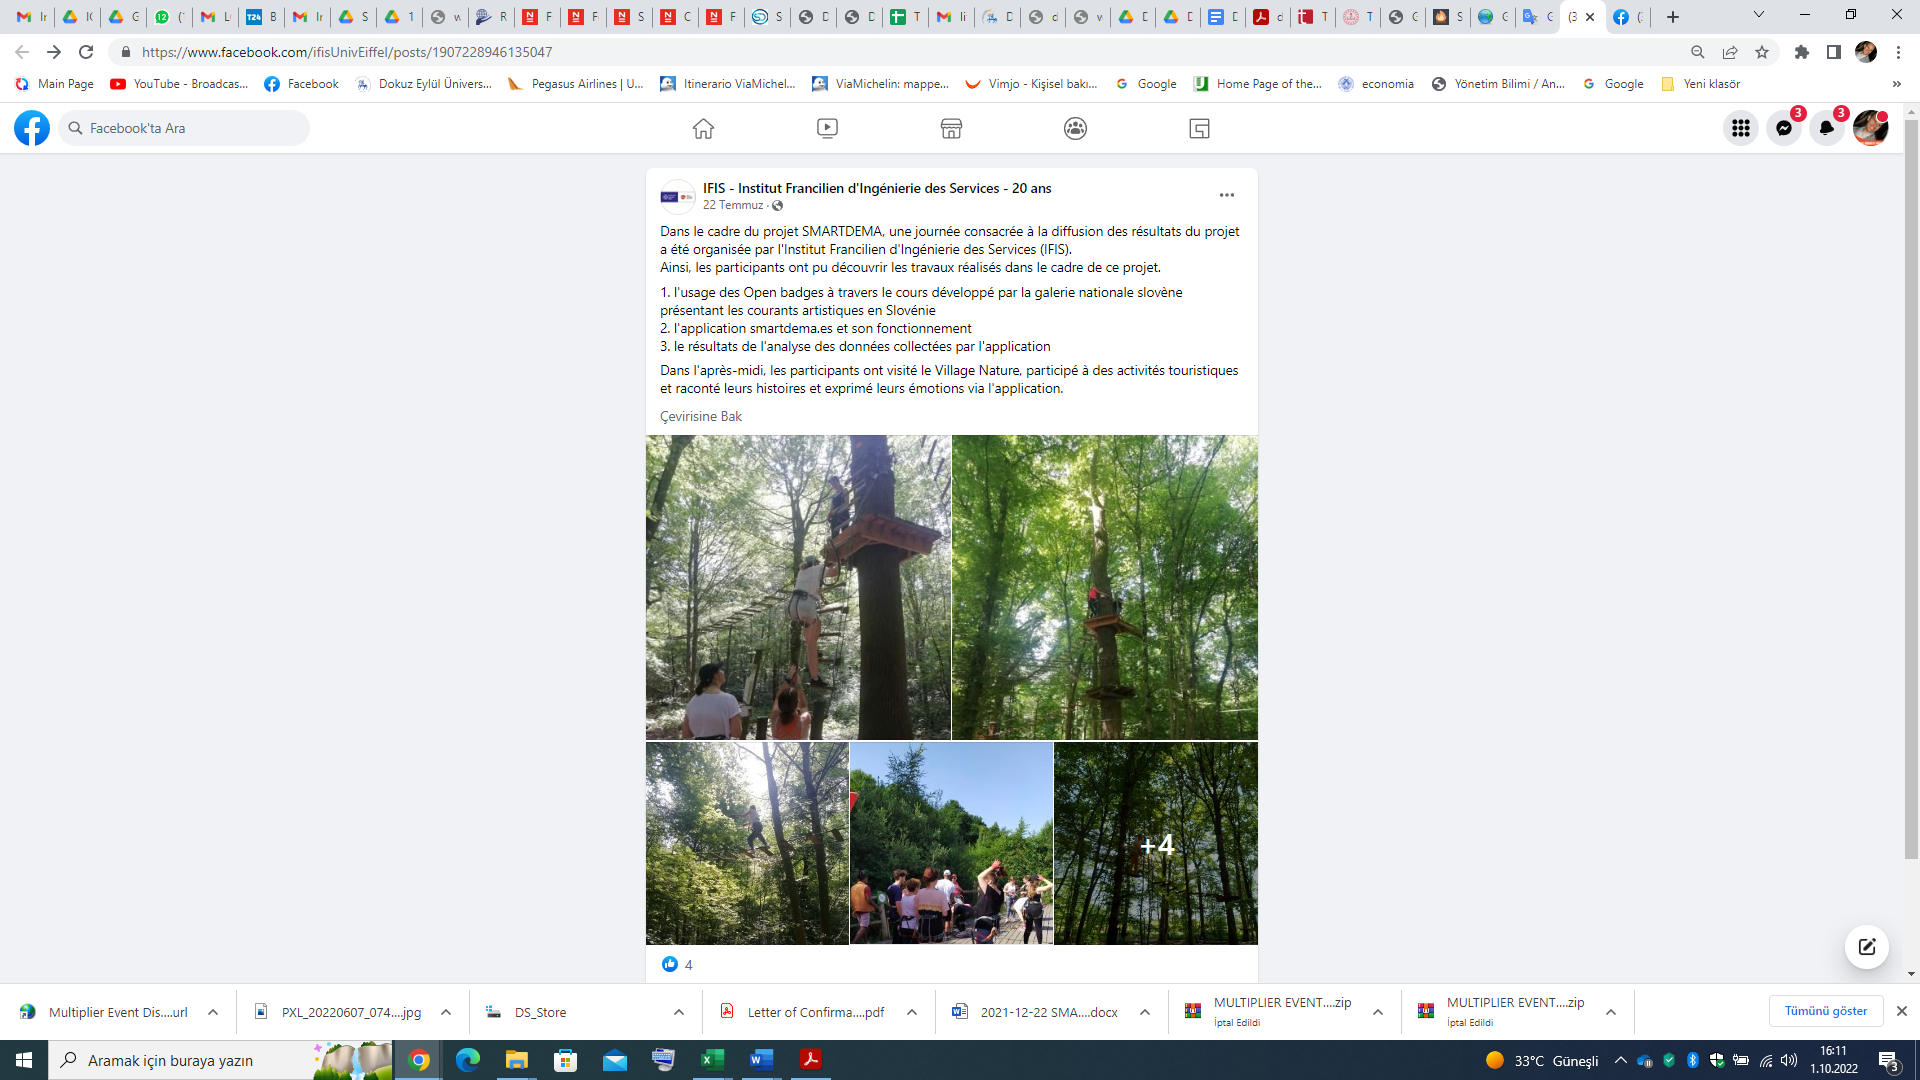 https://www.facebook.com/ifisUnivEiffel/posts/1907228946135047
Main Page
YouTube - Broadcas...
Facebook
Dokuz Eylül Univers...
Pegasus Airlines | U...
Itinerario ViaMichel...
ViaMichelin: mappe...
Vimjo - Kişisel bakı...
Google
Home Page of the...
economia
Yönetim Bilimi / An...
Google
Yeni klasör
Facebook'ta Ara
3
3
IFIS - Institut Francilien d'Ingénierie des Services - 20 ans
22 Temmuz ·
Dans le cadre du projet SMARTDEMA, une journée consacrée à la diffusion des résultats du projet
a été organisée par l'Institut Francilien d'Ingénierie des Services (IFIS).
Ainsi, les participants ont pu découvrir les travaux réalisés dans le cadre de ce projet.
1. l'usage des Open badges à travers le cours développé par la galerie nationale slovène
présentant les courants artistiques en Slovénie
2. l'application smartdema.es et son fonctionnement
3. le résultats de l'analyse des données collectées par l'application
Dans l'après-midi, les participants ont visité le Village Nature, participé à des activités touristiques
et raconté leurs histoires et exprimé leurs émotions via l'application.
Çevirisine Bak
+4
4
Multiplier Event Dis....url
PXL_20220607_074....jpg
DS_Store
Letter of Confirma....pdf
2021-12-22 SMA....docx
MULTIPLIER EVENT....zip
İptal Edildi
MULTIPLIER EVENT....zip
İptal Edildi
Tümünü göster
Aramak için buraya yazın
33°C Güneşli
16:11
1.10.2022
3